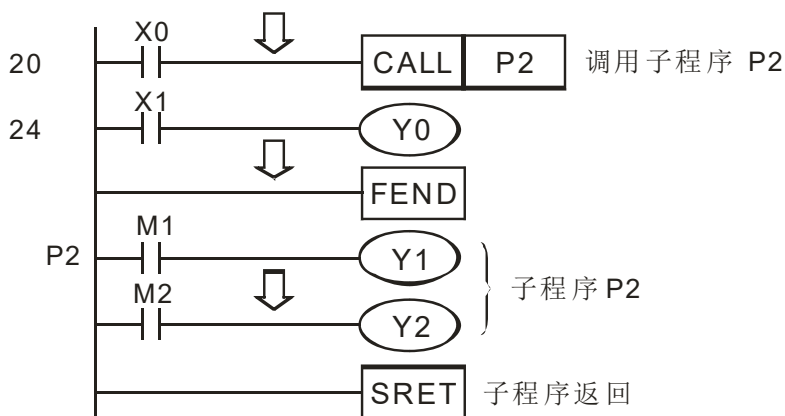 X0
20 CALL P2 调用子程序 P2
X1
24 Y0
FEND
M1
P2 Y1
子程序P2
M2
Y2
SRET 子程序返回